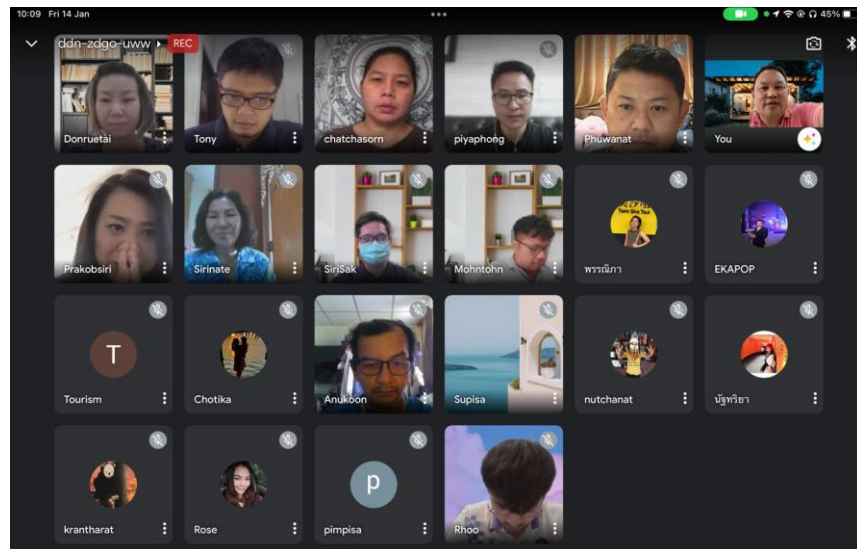 10:09 Fri 14 Jan
45%
ddn-zdgo-uww
REC
Donruetai
Tony
chatchasorn
piyaphong
Phuwanat
You
Prakobsiri
Sirinate
SiriSak
Mohntohn
พรรณิภา
EKAPOP
T
Tourism
Chotika
Anukoon
Supisa
nutchanat
นัฐทริยา
krantharat
Rose
p
pimpisa
Rhoo